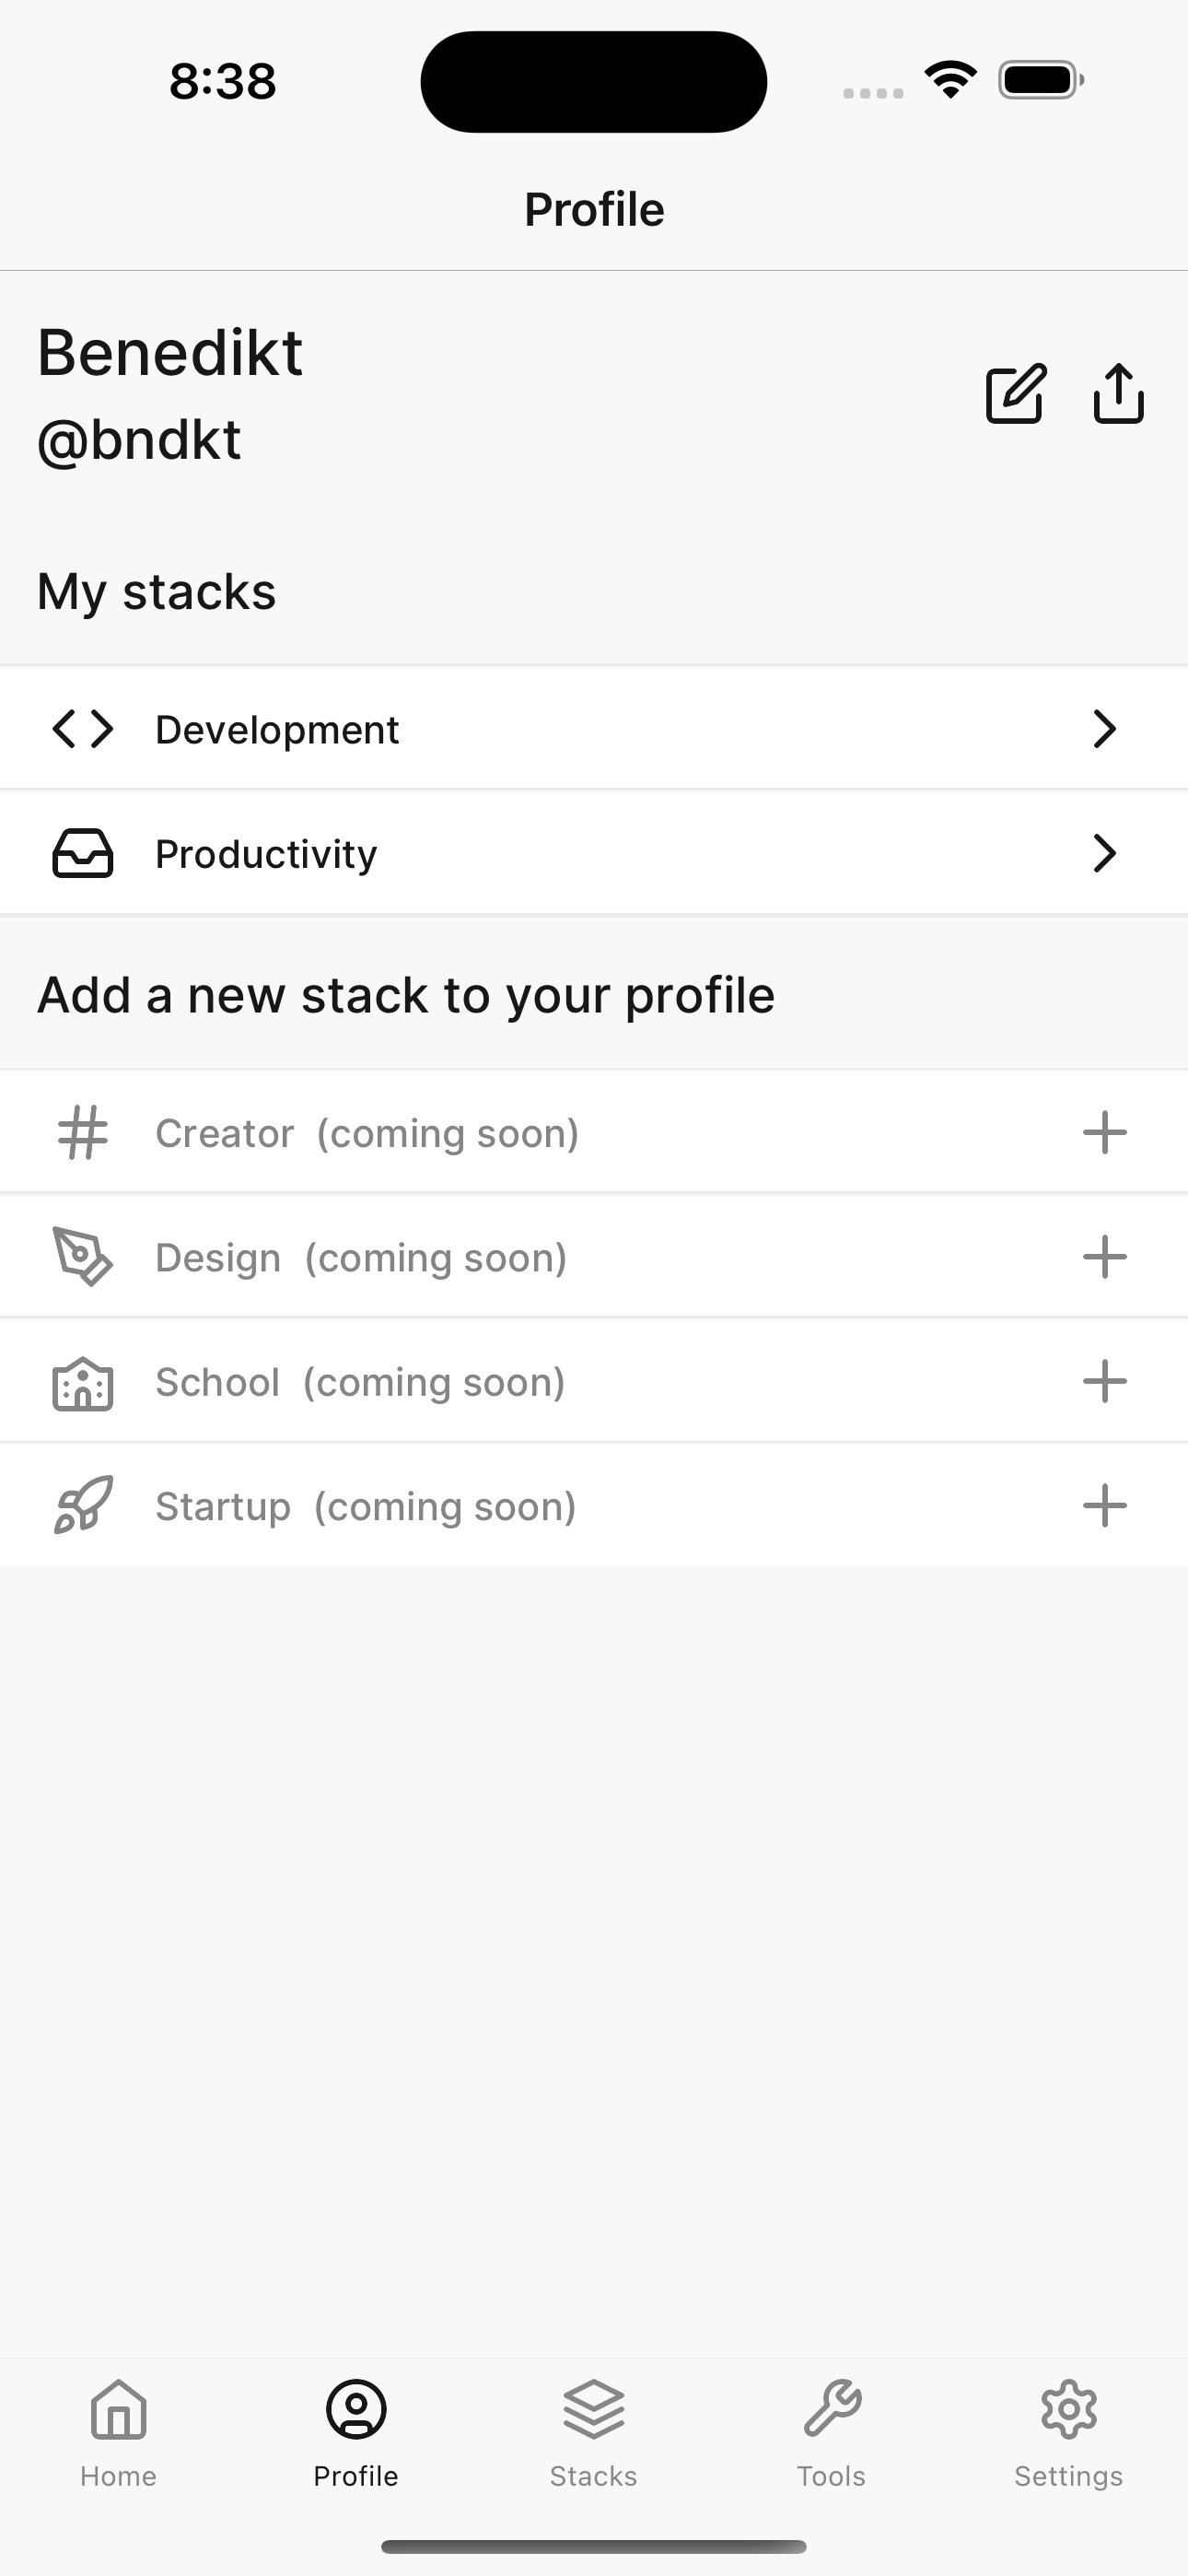 8:38
Profile
Benedikt
@bndkt
My stacks
Development
Productivity
Add a new stack to your profile
Creator (coming soon)
Design (coming soon)
School (coming soon)
Startup (coming soon)
Home Profile Stacks Tools Settings